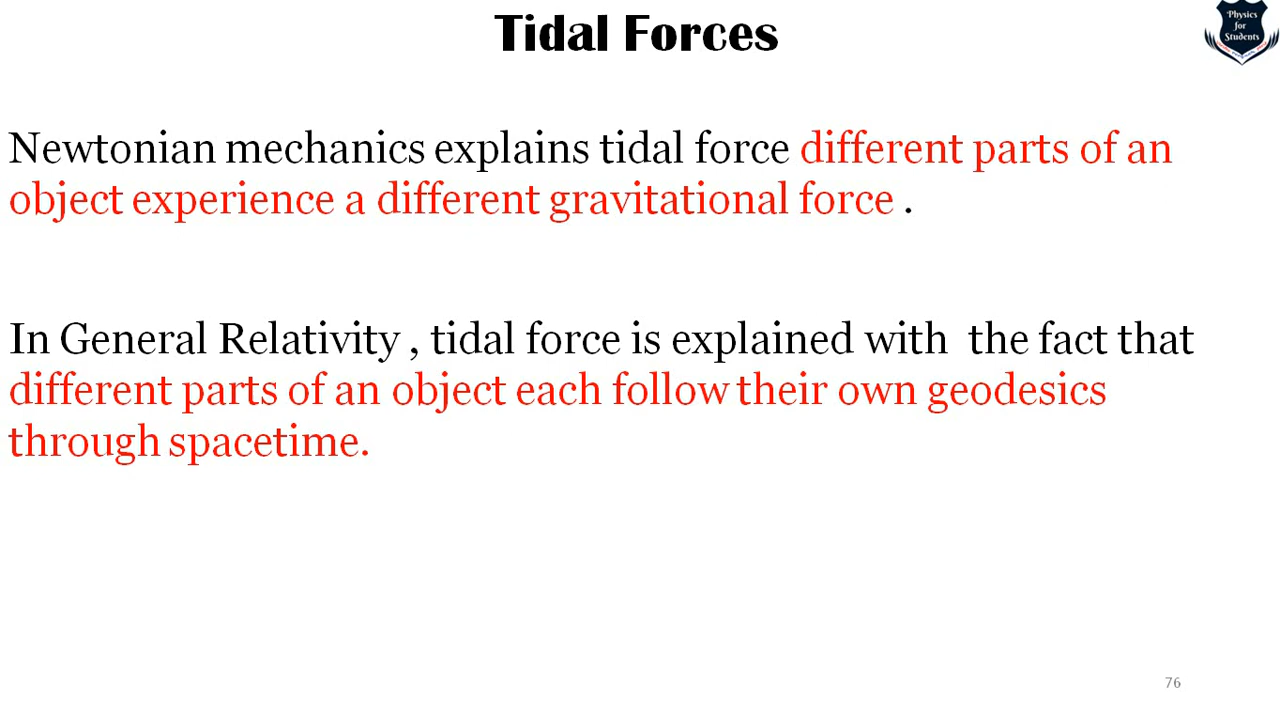 Tidal Forces
Physics
for
Students
Newtonian mechanics explains tidal force different parts of an
object experience a different gravitational force .
In General Relativity , tidal force is explained with the fact that
different parts of an object each follow their own geodesics
through spacetime.
76